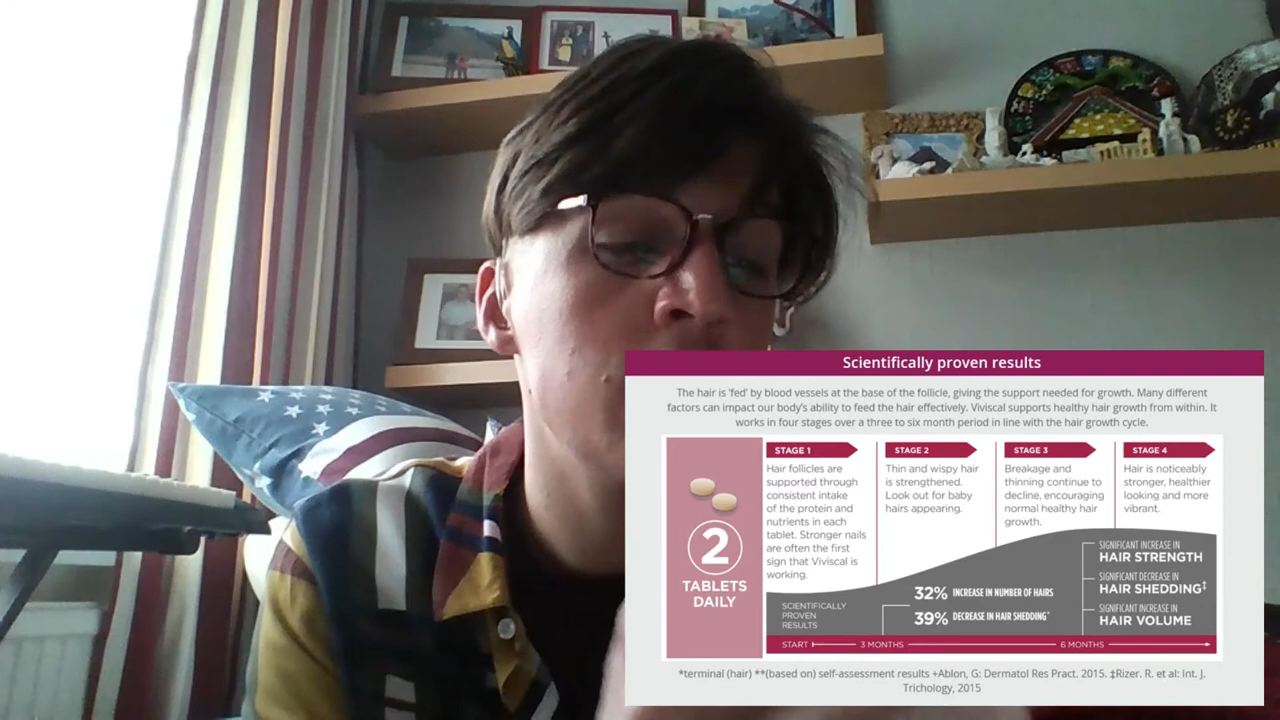 Scientifically proven results
The hair is 'fed' by blood vessels at the base of the follicle, giving the support needed for growth. Many different
factors can impact our body's ability to feed the hair effectively. Viviscal supports healthy hair growth from within. It
works in four stages over a three to six month period in line with the hair growth cycle.
2
TABLETS
DAILY
STAGE 1
Hair follicles are
supported through
consistent intake
of the protein and
nutrients in each
tablet. Stronger nails
are often the first
sign that Viviscal is
working.
STAGE 2
Thin and wispy hair
is strengthened.
Look out for baby
hairs appearing.
STAGE 3
Breakage and
thinning continue to
decline, encouraging
normal healthy hair
growth.
STAGE 4
Hair is noticeably
stronger, healthier
looking and more
vibrant.
SCIENTIFICALLY
PROVEN
RESULTS
32% INCREASE IN NUMBER OF HAIRS
39% DECREASE IN HAIR SHEDDING*
SIGNIFICANT INCREASE IN
HAIR STRENGTH
SIGNIFICANT DECREASE IN
HAIR SHEDDING‡
SIGNIFICANT INCREASE IN
HAIR VOLUME
START
3 MONTHS
6 MONTHS
*terminal (hair) **(based on) self-assessment results +Ablon, G: Dermatol Res Pract. 2015. ‡Rizer. R. et al: Int. J.
Trichology, 2015